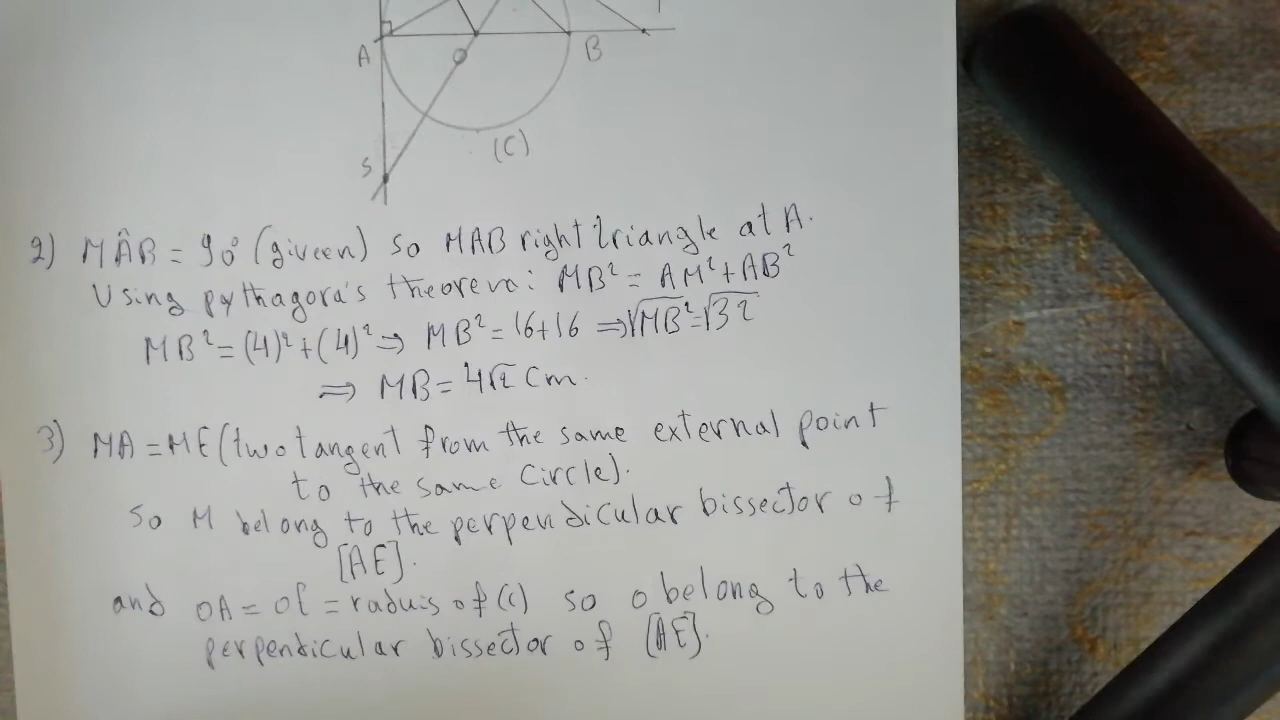 A
O
B
(C)
S
2) MÂB = 90° (giveen) so MAB right triangle at A.
Using pythagora's theorem: MB² = AM² + AB²
MB² = (4)² + (4)² ⇒ MB² = 16+16 ⇒ √MB² = √32
⇒ MB = 4√2 cm.
3) MA = ME (two tangent from the same external point
to the same circle).
so M belong to the perpendicular bissector of
[AE].
and OA = OE = raduis of (C) so o belong to the
perpendicular bissector of [AE].